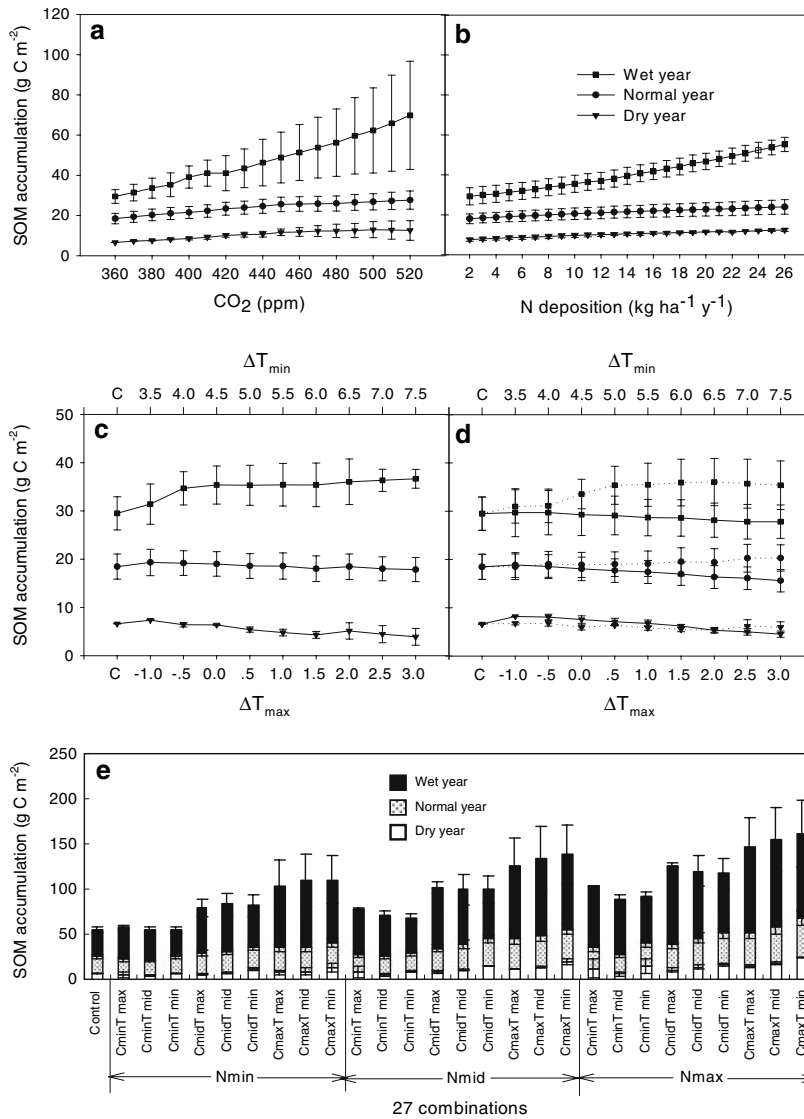 a
b
SOM accumulation (g C m-2)
120
100
80
60
40
20
0
Wet year
Normal year
Dry year
360 380 400 420 440 460 480 500 520
2 4 6 8 10 12 14 16 18 20 22 24 26
CO2 (ppm)
N deposition (kg ha-1 y-1)
ΔTmin
ΔTmin
C 3.5 4.0 4.5 5.0 5.5 6.0 6.5 7.0 7.5
C 3.5 4.0 4.5 5.0 5.5 6.0 6.5 7.0 7.5
c
d
SOM accumulation (g C m-2)
50
40
30
20
10
0
C -1.0 -.5 0.0 .5 1.0 1.5 2.0 2.5 3.0
C -1.0 -.5 0.0 .5 1.0 1.5 2.0 2.5 3.0
ΔTmax
ΔTmax
e
SOM accumulation (g C m-2)
250
200
150
100
50
0
Wet year
Normal year
Dry year
Control
CminT max
CminT mid
CminT min
CmidT max
CmidT mid
CmidT min
CmaxT max
CmaxT mid
CmaxT min
CminT max
CminT mid
CminT min
CmidT max
CmidT mid
CmidT min
CmaxT max
CmaxT mid
CmaxT min
CminT max
CminT mid
CminT min
CmidT max
CmidT mid
CmidT min
CmaxT max
CmaxT mid
CmaxT min
Nmin
Nmid
Nmax
27 combinations